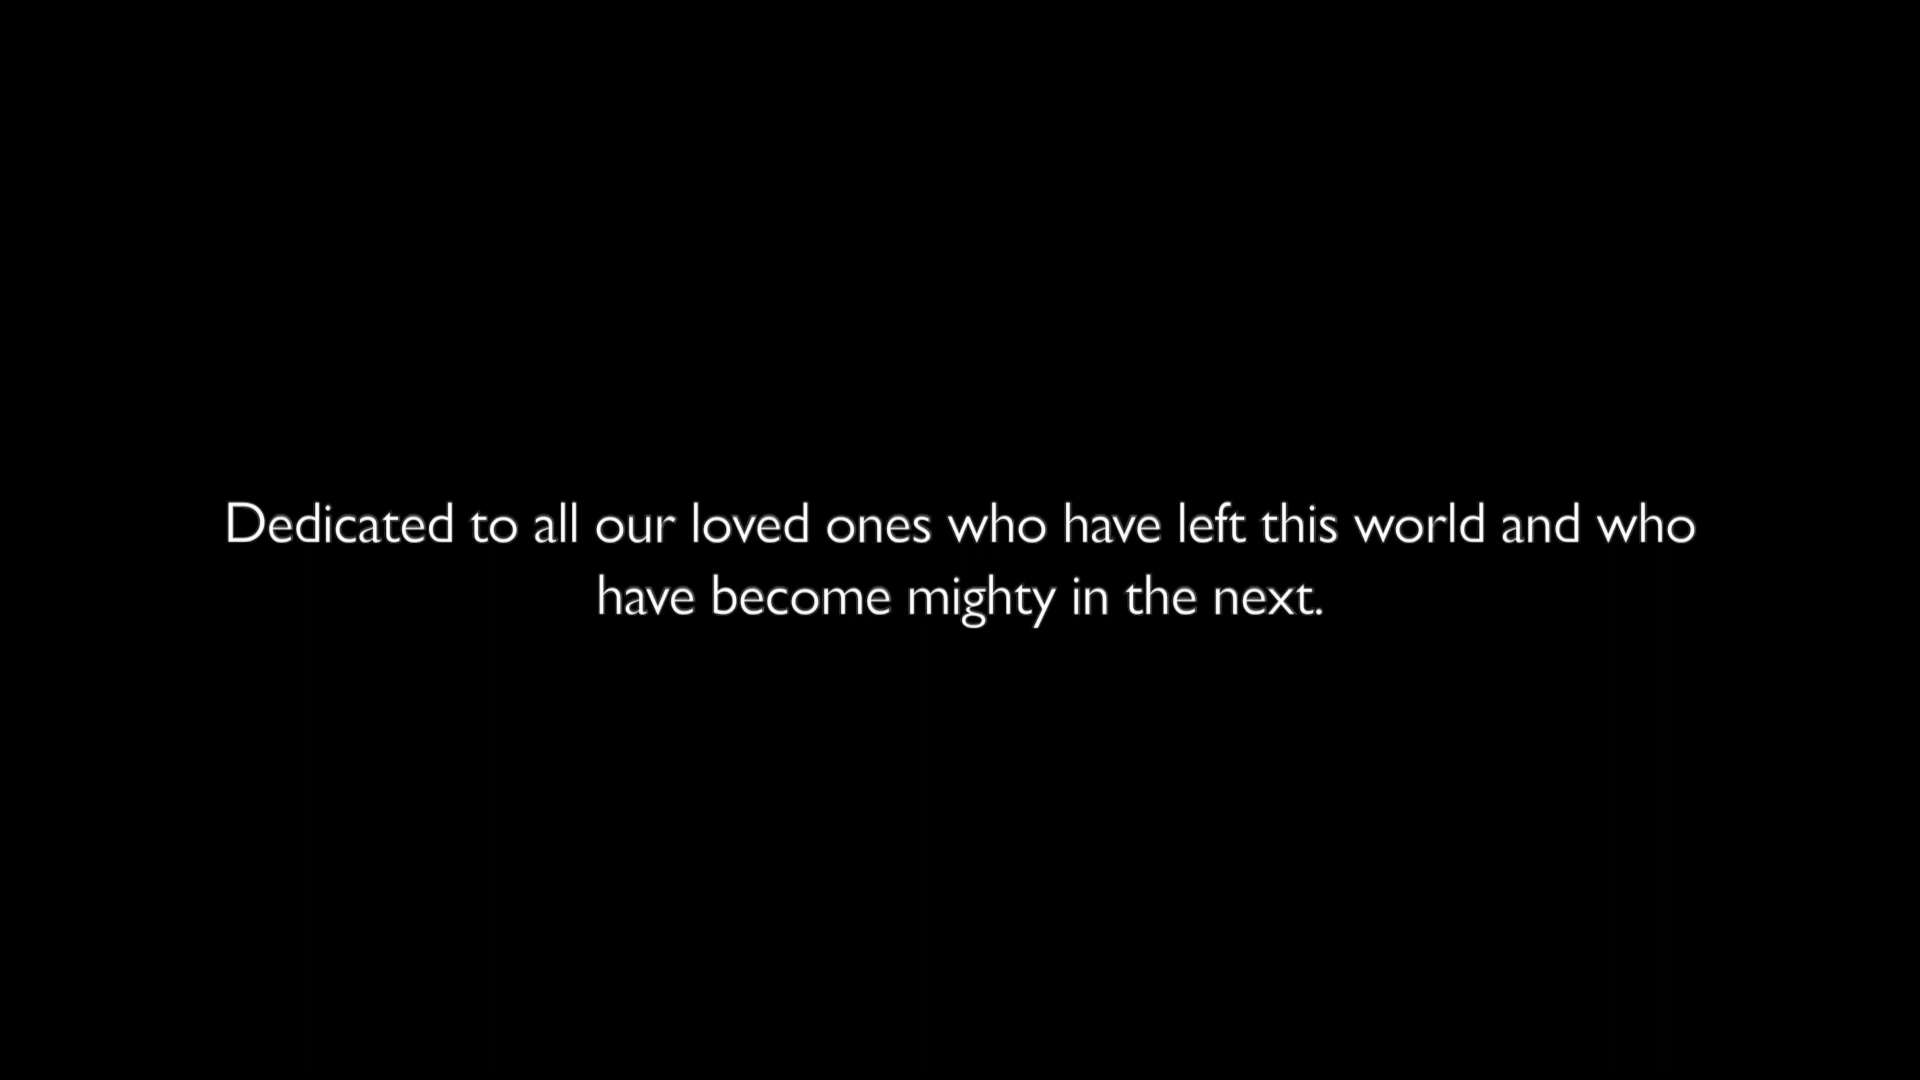 Dedicated to all our loved ones who have left this world and who
have become mighty in the next.